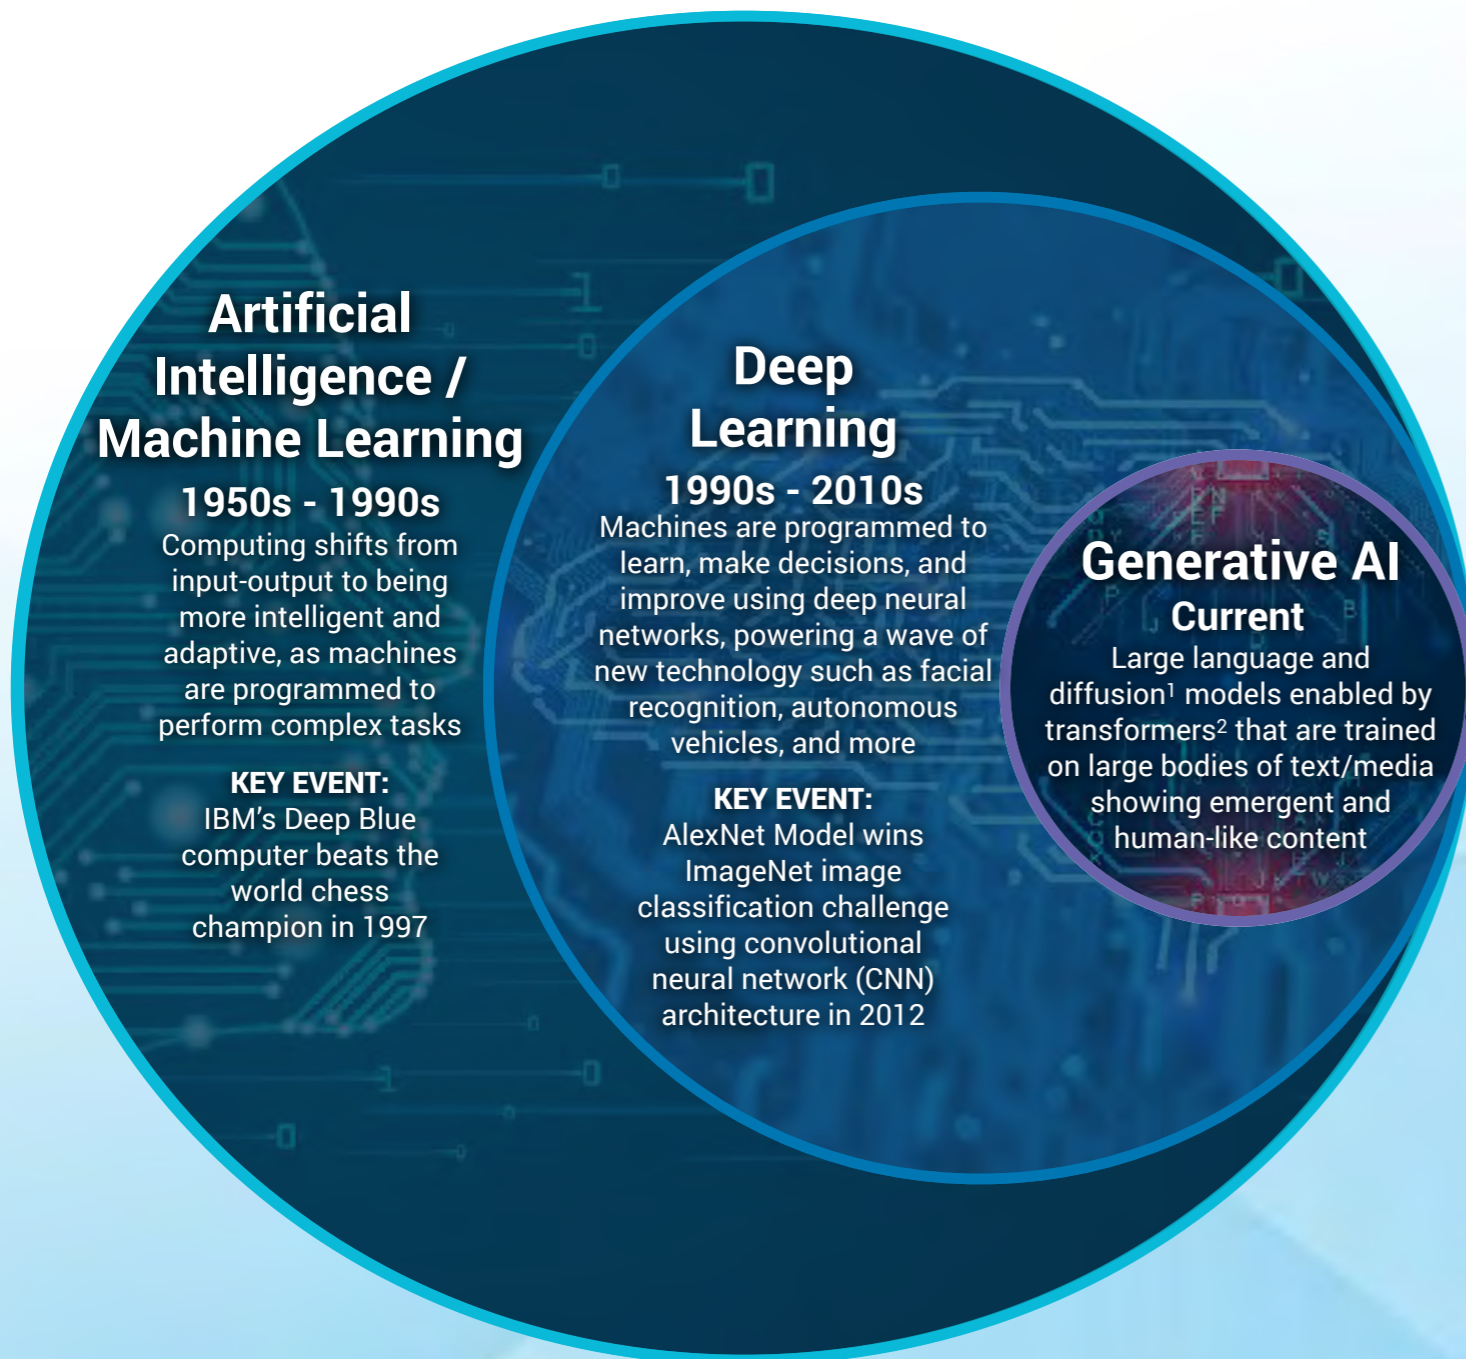 Artificial
Intelligence /
Machine Learning
1950s - 1990s
Computing shifts from
input-output to being
more intelligent and
adaptive, as machines
are programmed to
perform complex tasks
KEY EVENT:
IBM’s Deep Blue
computer beats the
world chess
champion in 1997
Deep
Learning
1990s - 2010s
Machines are programmed to
learn, make decisions, and
improve using deep neural
networks, powering a wave of
new technology such as facial
recognition, autonomous
vehicles, and more
KEY EVENT:
AlexNet Model wins
ImageNet image
classification challenge
using convolutional
neural network (CNN)
architecture in 2012
Generative AI
Current
Large language and
diffusion¹ models enabled by
transformers² that are trained
on large bodies of text/media
showing emergent and
human-like content